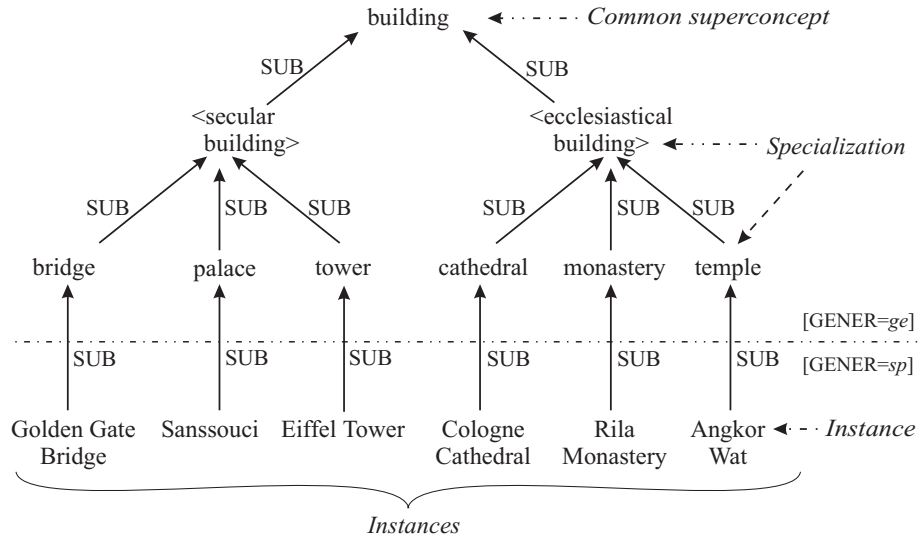 building
Common superconcept
SUB
SUB
<secular
building>
<ecclesiastical
building>
Specialization
SUB
SUB
SUB
SUB
SUB
SUB
bridge
palace
tower
cathedral
monastery
temple
[GENER=ge]
SUB
SUB
SUB
SUB
SUB
SUB
[GENER=sp]
Golden Gate
Bridge
Sanssouci
Eiffel Tower
Cologne
Cathedral
Rila
Monastery
Angkor
Wat
Instance
Instances